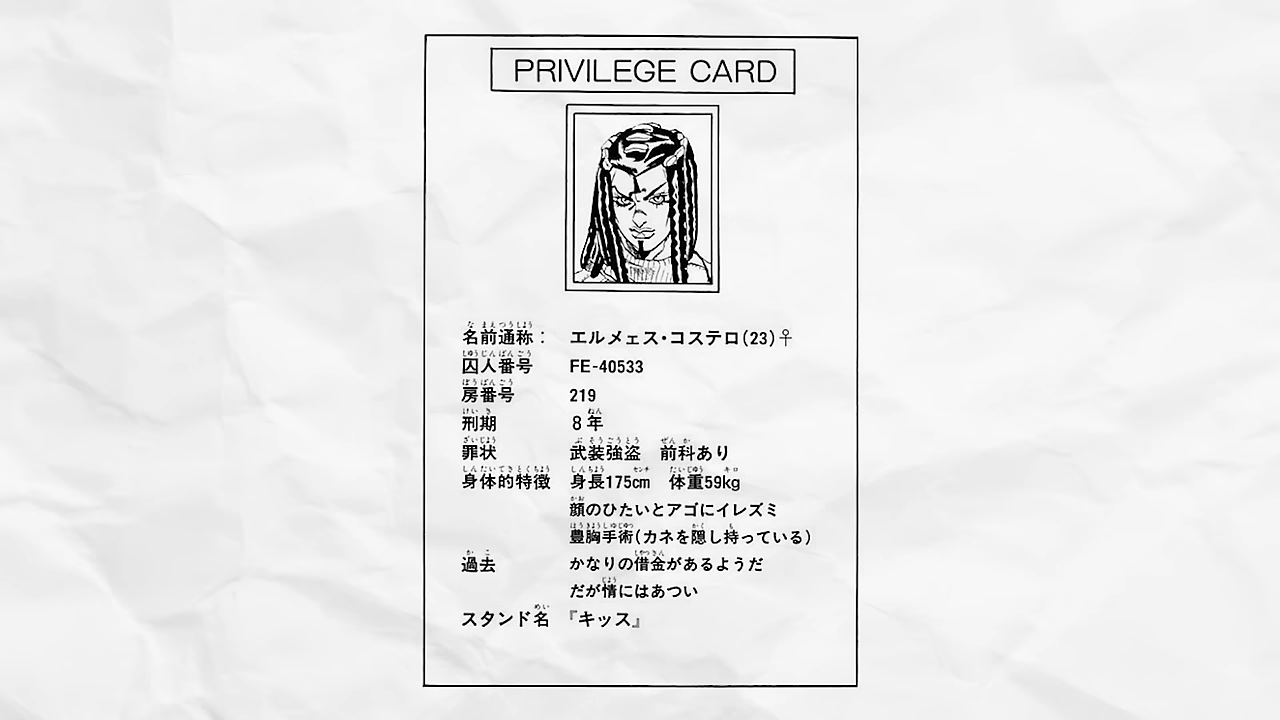 PRIVILEGE CARD
名前通称： エルメェス・コステロ(23)♀
囚人番号 FE-40533
房番号 219
刑期 8年
罪状 武装強盗 前科あり
身体的特徴 身長175cm 体重59kg
顔のひたいとアゴにイレズミ
豊胸手術(カネを隠し持っている)
過去 かなりの借金があるようだ
だが情にはあつい
スタンド名 『キッス』